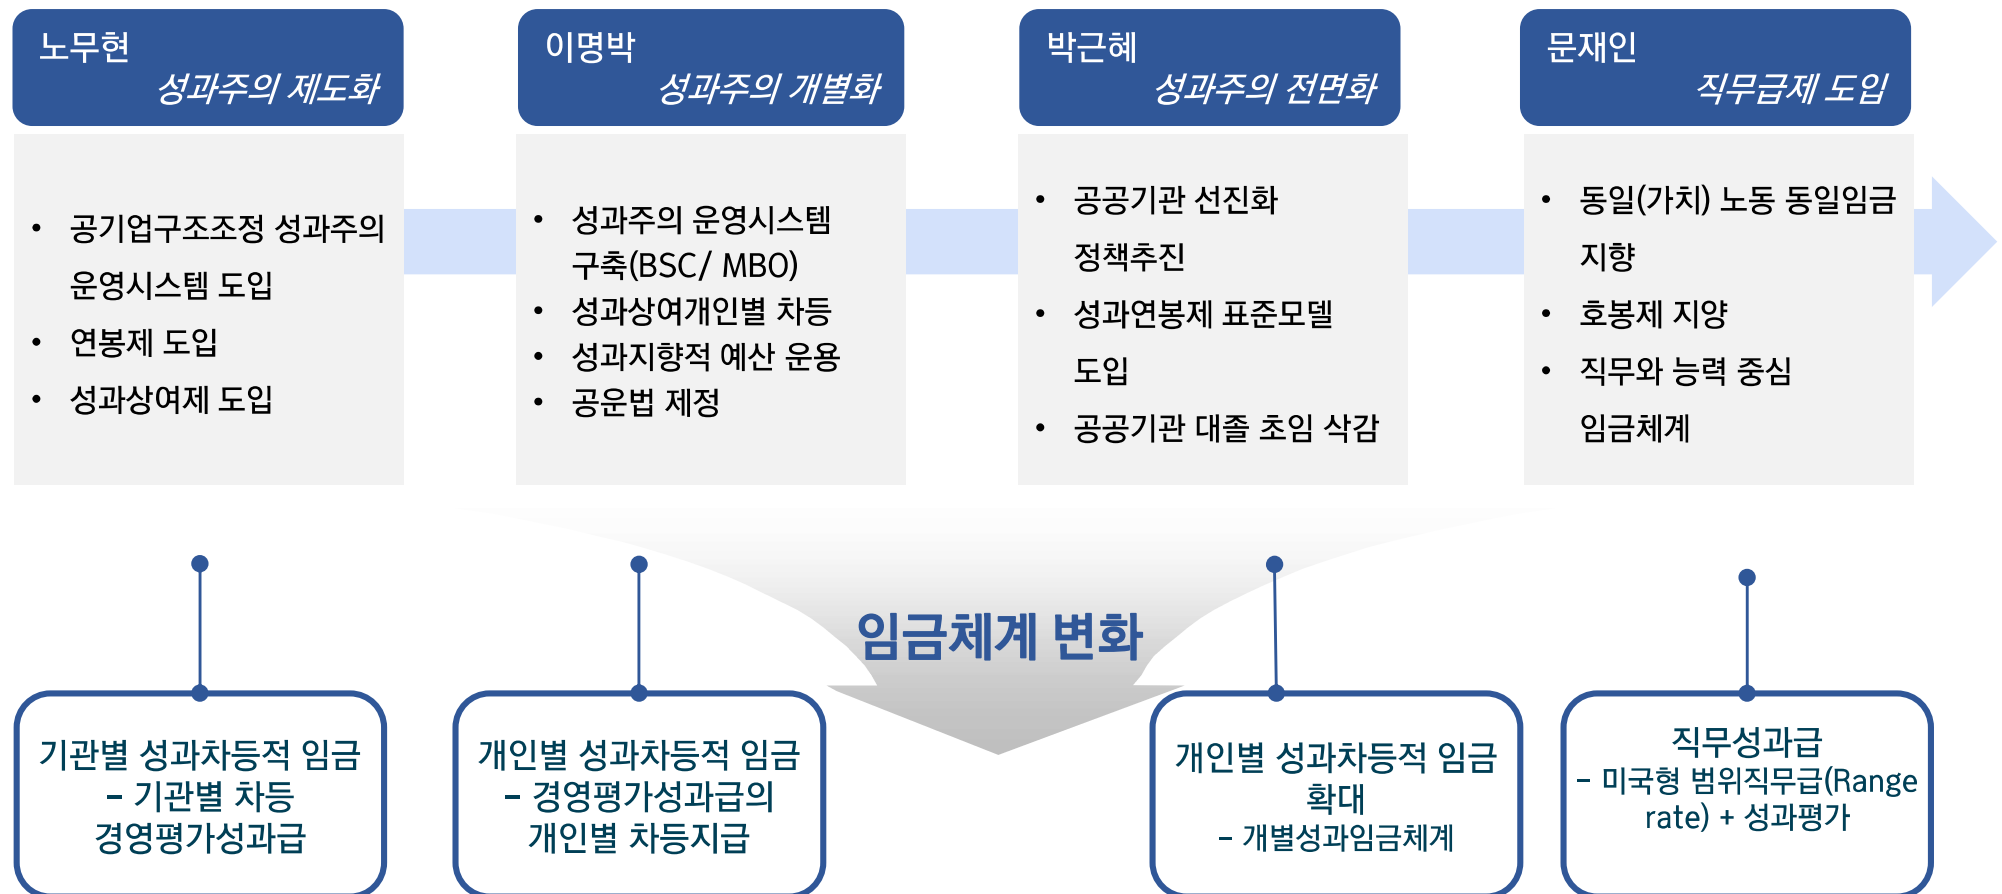 노무현
성과주의 제도화
• 공기업구조조정 성과주의
운영시스템 도입
• 연봉제 도입
• 성과상여제 도입
이명박
성과주의 개별화
• 성과주의 운영시스템
구축(BSC/ MBO)
• 성과상여개인별 차등
• 성과지향적 예산 운용
• 공운법 제정
박근혜
성과주의 전면화
• 공공기관 선진화
정책추진
• 성과연봉제 표준모델
도입
• 공공기관 대졸 초임 삭감
문재인
직무급제 도입
• 동일(가치) 노동 동일임금
지향
• 호봉제 지양
• 직무와 능력 중심
임금체계
임금체계 변화
기관별 성과차등적 임금
– 기관별 차등
경영평가성과급
개인별 성과차등적 임금
– 경영평가성과급의
개인별 차등지급
개인별 성과차등적 임금
확대
– 개별성과임금체계
직무성과급
– 미국형 범위직무급(Range
rate) + 성과평가